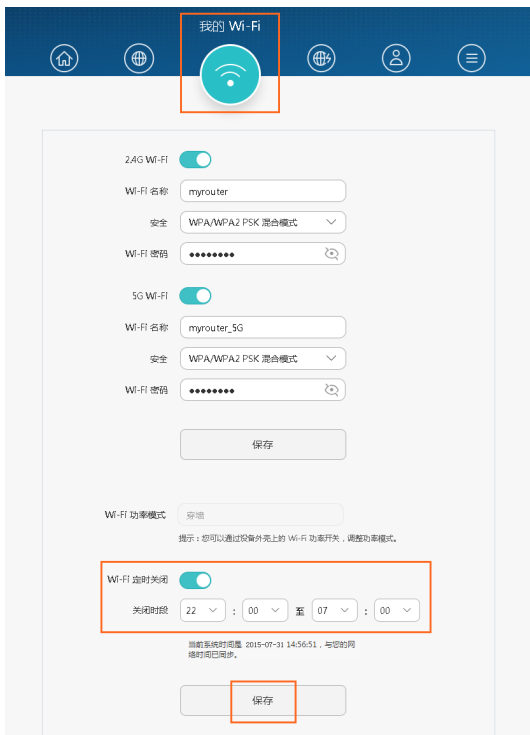 我的 Wi-Fi
2.4G Wi-Fi
Wi-Fi 名称 myrouter
安全 WPA/WPA2 PSK 混合模式
Wi-Fi 密码 ●●●●●●●●
5G Wi-Fi
Wi-Fi 名称 myrouter_5G
安全 WPA/WPA2 PSK 混合模式
Wi-Fi 密码 ●●●●●●●●
保存
Wi-Fi 功率模式 穿墙
提示：您可以通过设备外壳上的 Wi-Fi 功率开关，调整功率模式。
Wi-Fi 定时关闭
关闭时段 22 : 00 至 07 : 00
当前系统时间是 2015-07-31 14:56:51，与您的网
络时间已同步。
保存